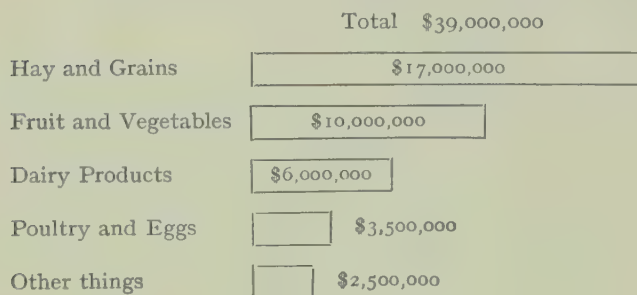 Total $39,000,000
Hay and Grains $17,000,000
Fruit and Vegetables $10,000,000
Dairy Products $6,000,000
Poultry and Eggs $3,500,000
Other things $2,500,000